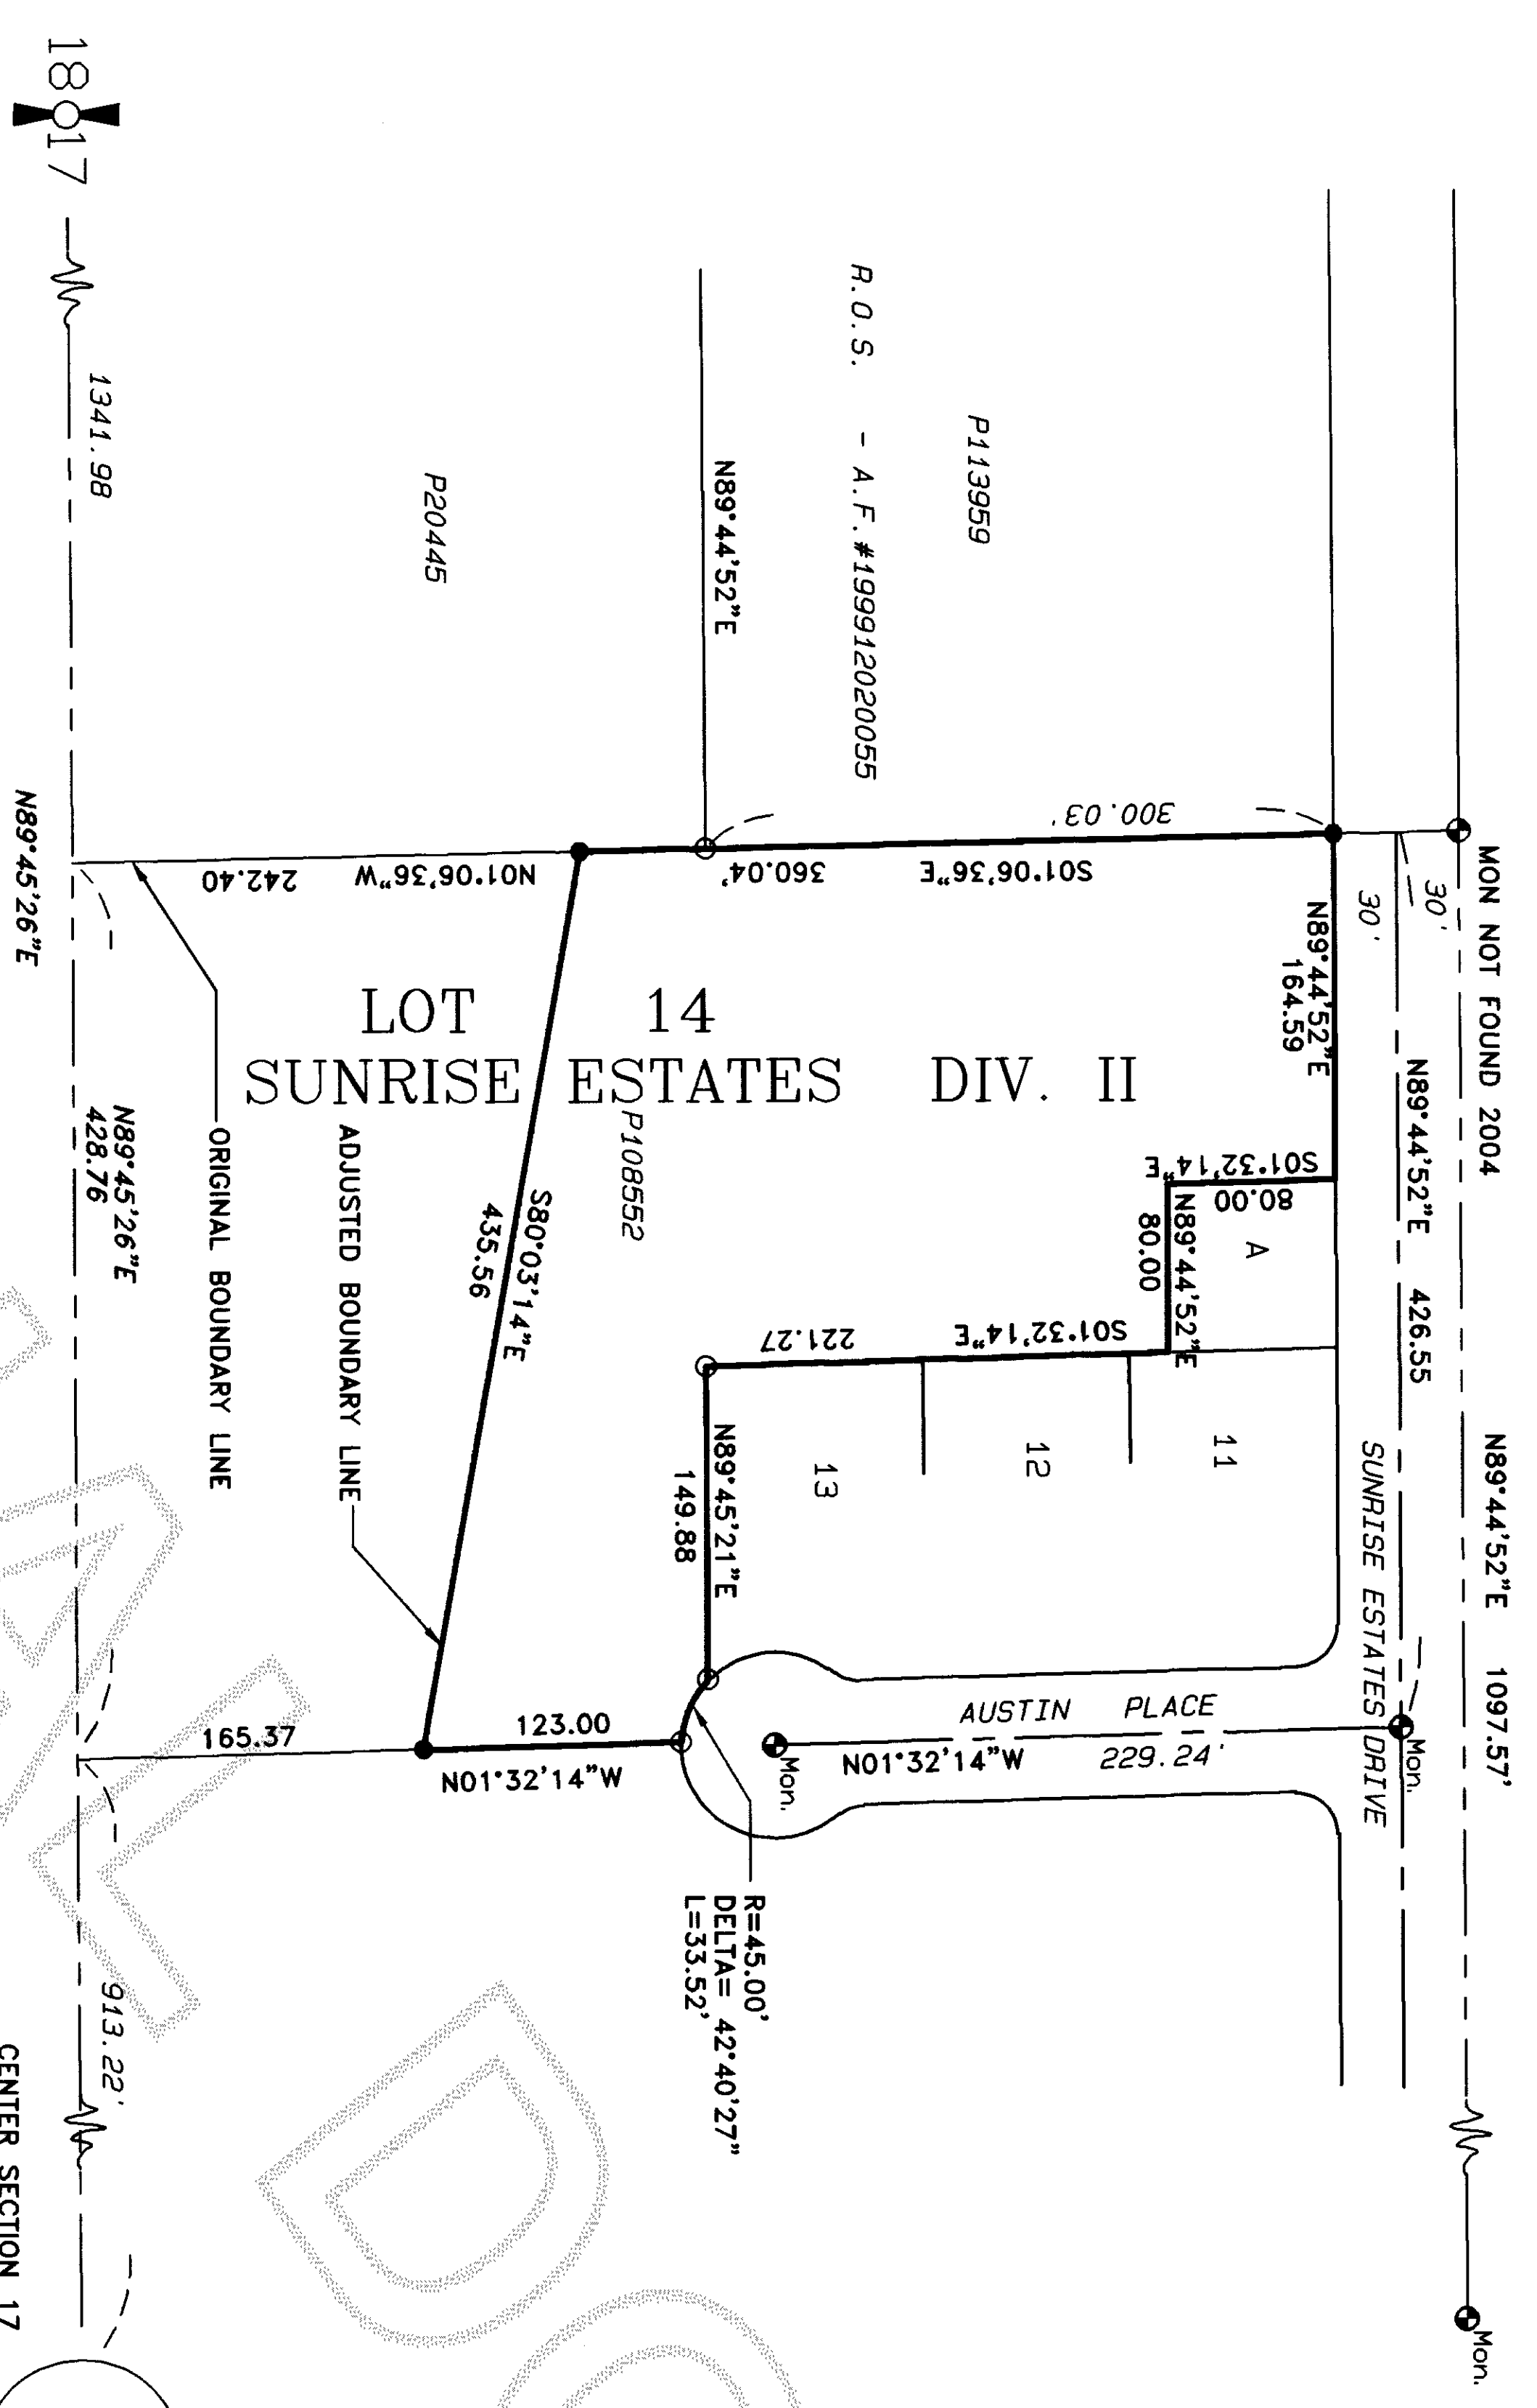 MON NOT FOUND 2004
N89°44'52"E 1097.57'
Mon.
30'
30'
N89°44'52"E 426.55
Mon.
SUNRISE ESTATES DRIVE
N89°44'52"E
164.59
S01°32'14"E
80.00
A
N89°44'52"E
80.00
11
12
13
S01°32'14"E
221.27
AUSTIN PLACE
N01°32'14"W
229.24'
Mon.
P113959
R.O.S. - A.F.#199912020055
300.03'
S01°06'36"E
360.04'
N89°44'52"E
N89°45'21"E
149.88
R=45.00'
DELTA= 42°40'27"
L=33.52'
LOT 14
SUNRISE ESTATES DIV. II
P108552
P20445
N01°06'36"W
242.40
S80°03'14"E
435.56
123.00
N01°32'14"W
165.37
ADJUSTED BOUNDARY LINE
ORIGINAL BOUNDARY LINE
18 17
1341.98
N89°45'26"E
428.76
913.22'
N89°45'26"E
CENTER SECTION 17